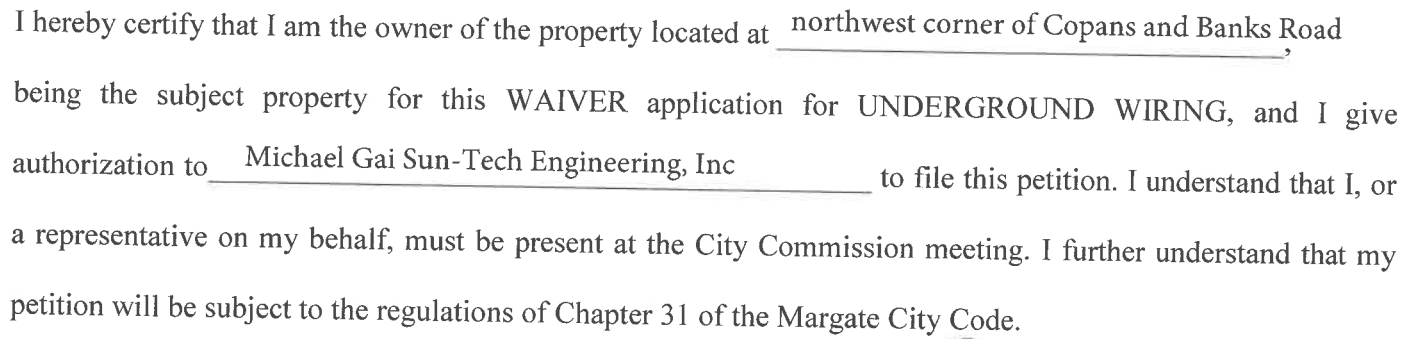 I hereby certify that I am the owner of the property located at northwest corner of Copans and Banks Road,
being the subject property for this WAIVER application for UNDERGROUND WIRING, and I give
authorization to Michael Gai Sun-Tech Engineering, Inc to file this petition. I understand that I, or
a representative on my behalf, must be present at the City Commission meeting. I further understand that my
petition will be subject to the regulations of Chapter 31 of the Margate City Code.